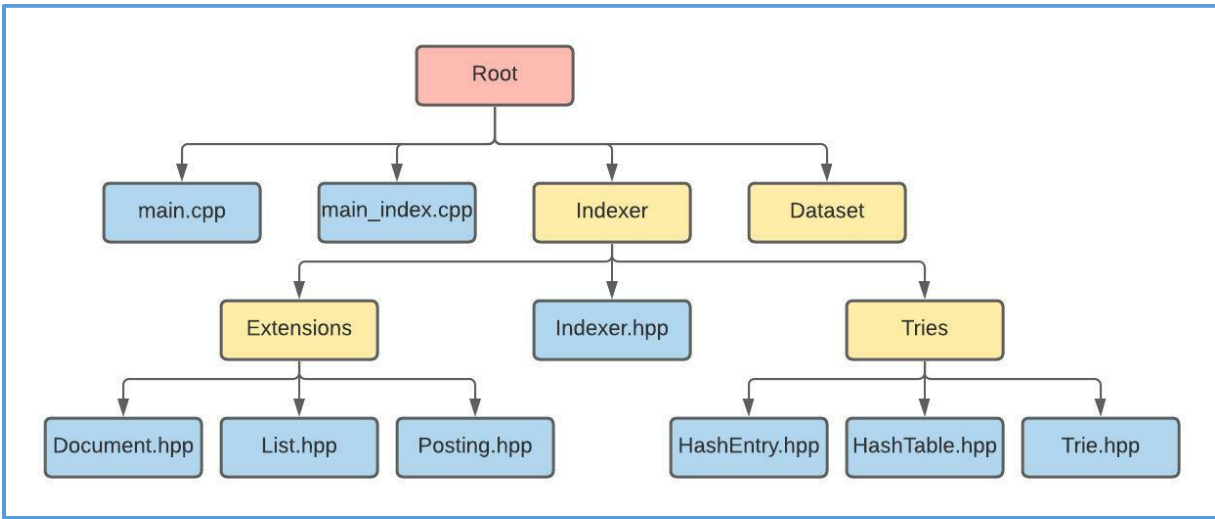 Root
main.cpp
main_index.cpp
Indexer
Dataset
Extensions
Indexer.hpp
Tries
Document.hpp
List.hpp
Posting.hpp
HashEntry.hpp
HashTable.hpp
Trie.hpp